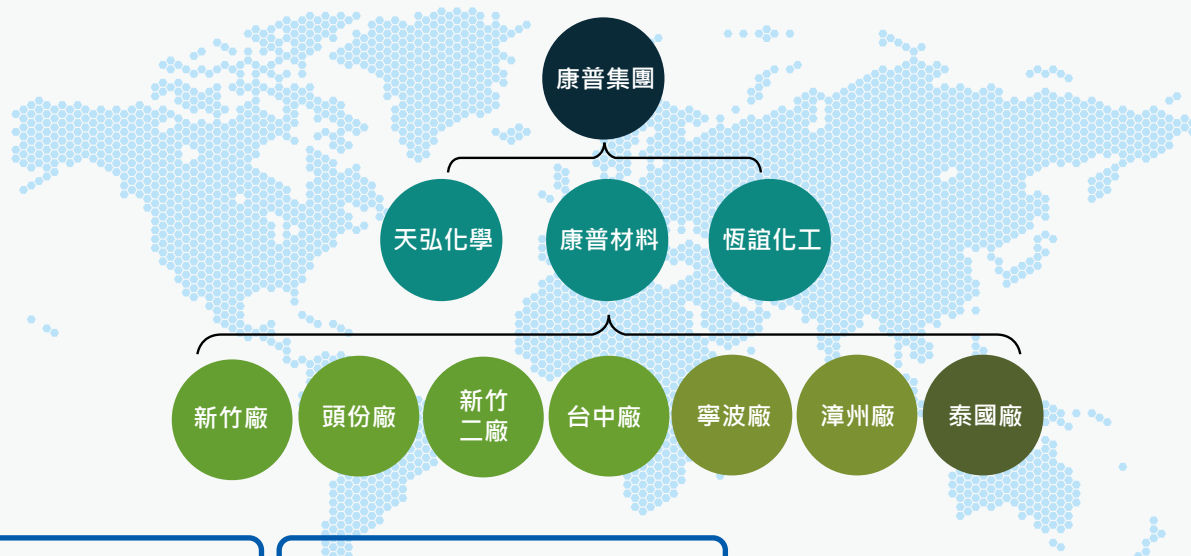 康普集團
天弘化學
康普材料
恆誼化工
新竹廠
頭份廠
新竹
二廠
台中廠
寧波廠
漳州廠
泰國廠